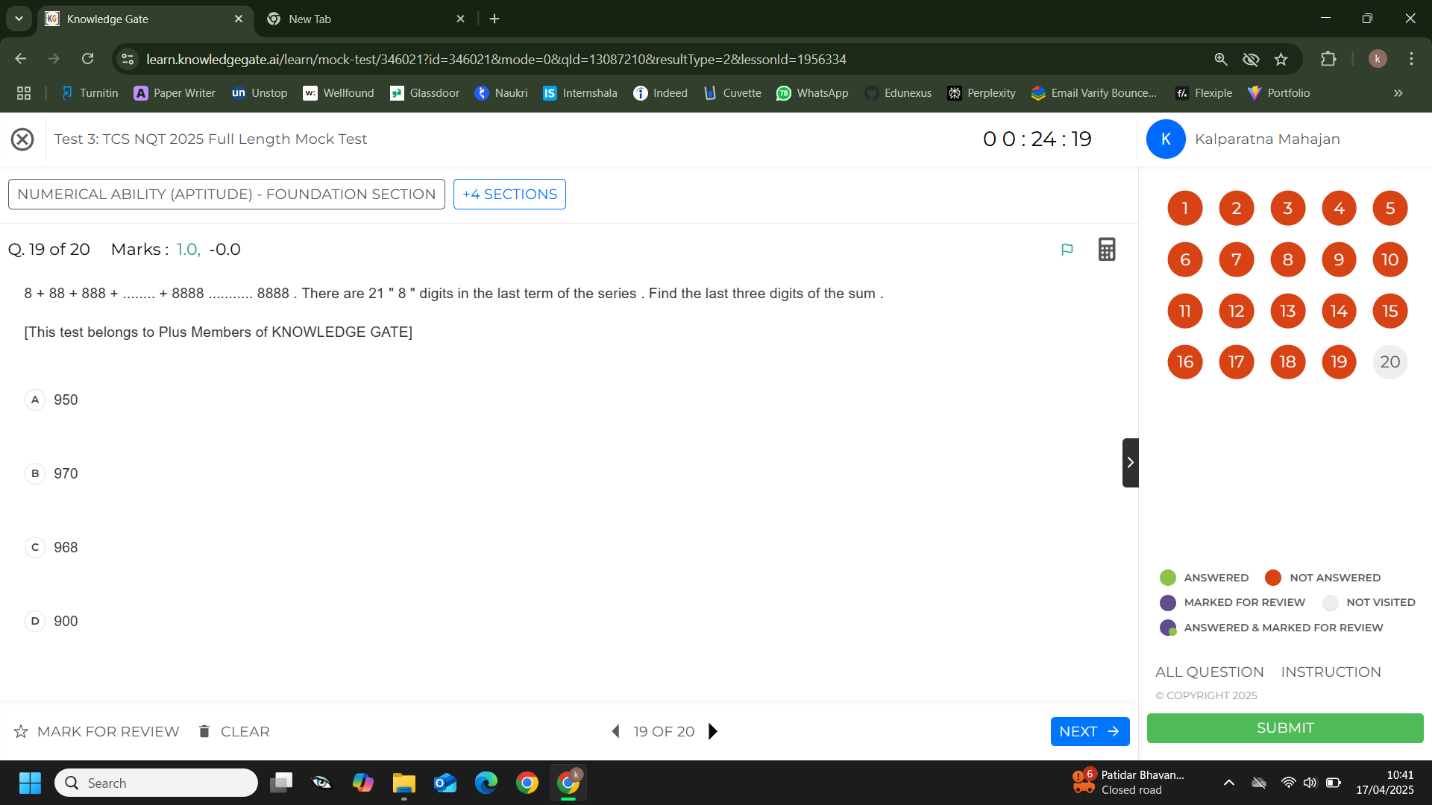 Knowledge Gate
New Tab
learn.knowledgegate.ai/learn/mock-test/346021?id=346021&mode=0&qId=13087210&resultType=2&lessonId=1956334
k
Turnitin
A Paper Writer
un Unstop
w: Wellfound
Glassdoor
Naukri
IS Internshala
Indeed
Cuvette
WhatsApp
Edunexus
Perplexity
Email Varify Bounce...
Flexiple
Portfolio
»
Test 3: TCS NQT 2025 Full Length Mock Test
0 0 : 24 : 19
K Kalparatna Mahajan
NUMERICAL ABILITY (APTITUDE) - FOUNDATION SECTION
+4 SECTIONS
Q. 19 of 20 Marks : 1.0, -0.0
8 + 88 + 888 + ........ + 8888 ........... 8888 . There are 21 " 8 " digits in the last term of the series . Find the last three digits of the sum .
[This test belongs to Plus Members of KNOWLEDGE GATE]
A 950
B 970
C 968
D 900
1 2 3 4 5
6 7 8 9 10
11 12 13 14 15
16 17 18 19 20
ANSWERED NOT ANSWERED
MARKED FOR REVIEW NOT VISITED
ANSWERED & MARKED FOR REVIEW
ALL QUESTION INSTRUCTION
© COPYRIGHT 2025
SUBMIT
MARK FOR REVIEW CLEAR
19 OF 20
NEXT →
Search
6
Patidar Bhavan...
Closed road
10:41
17/04/2025